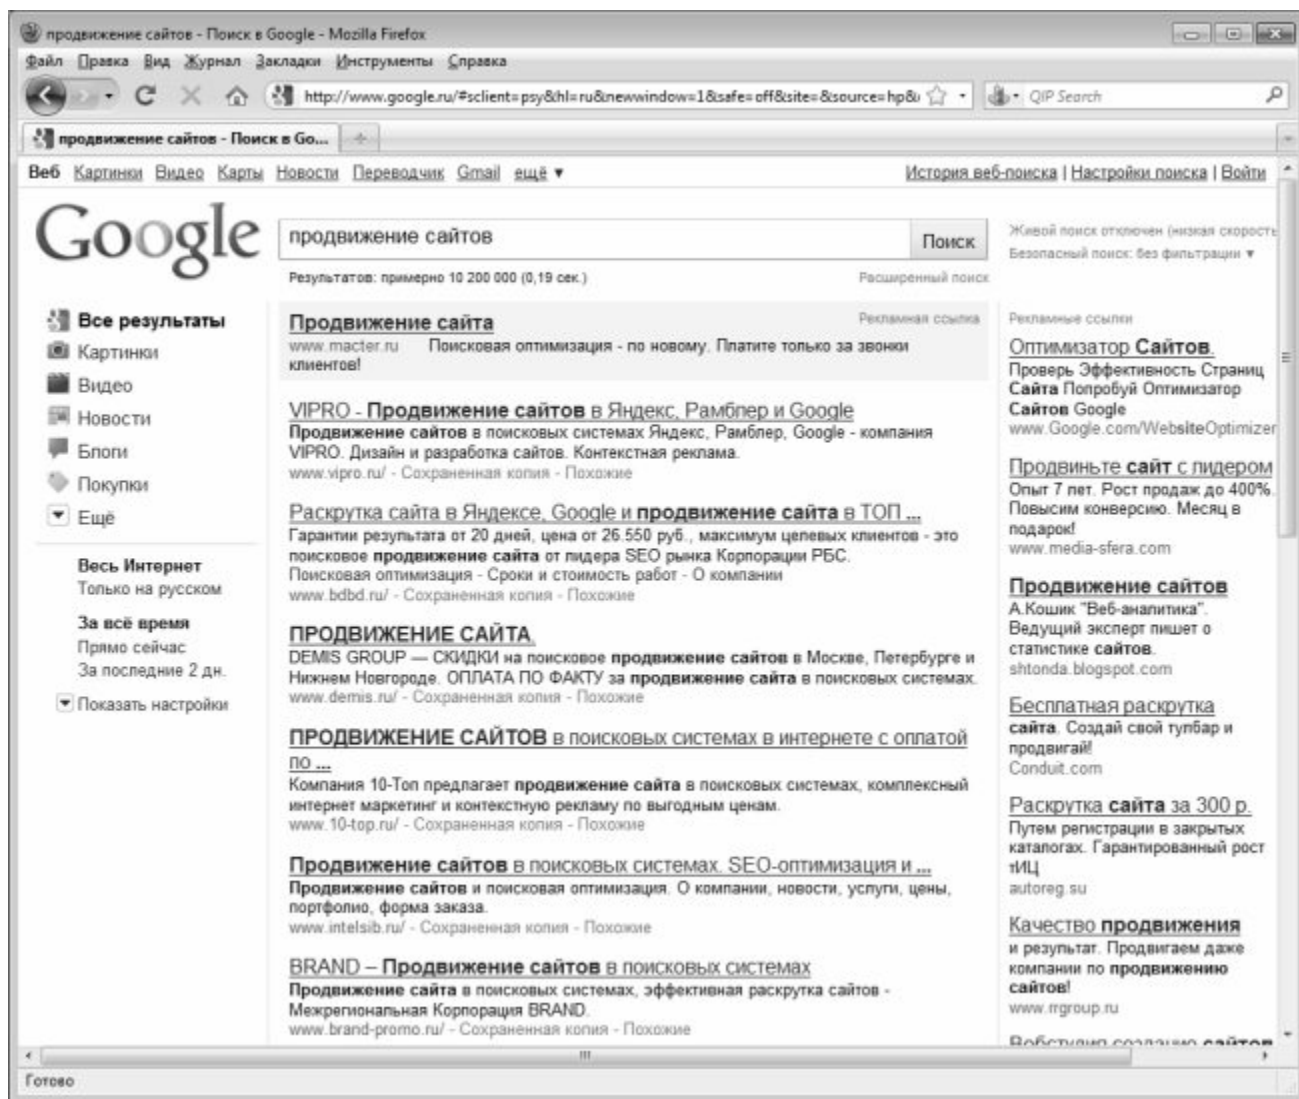 продвижение сайтов - Поиск в Google - Mozilla Firefox
Файл Правка Вид Журнал Закладки Инструменты Справка
http://www.google.ru/#sclient=psy&hl=ru&newwindow=1&safe=off&site=&source=hp&
QIP Search
продвижение сайтов - Поиск в Go...
Веб Картинки Видео Карты Новости Переводчик Gmail ещё ▼
История веб-поиска | Настройки поиска | Войти
Google
продвижение сайтов
Поиск
Живой поиск отключен (низкая скорость
Безопасный поиск: без фильтрации ▼
Результатов: примерно 10 200 000 (0,19 сек.)
Расширенный поиск
Все результаты
Картинки
Видео
Новости
Блоги
Покупки
Ещё
Весь Интернет
Только на русском
За всё время
Прямо сейчас
За последние 2 дн.
Показать настройки
Продвижение сайта
Рекламная ссылка
www.macter.ru Поисковая оптимизация - по новому. Платите только за звонки
клиентов!
VIPRO - Продвижение сайтов в Яндекс, Рамблер и Google
Продвижение сайтов в поисковых системах Яндекс, Рамблер, Google - компания
VIPRO. Дизайн и разработка сайтов. Контекстная реклама.
www.vipro.ru/ - Сохраненная копия - Похожие
Раскрутка сайта в Яндексе, Google и продвижение сайта в ТОП ...
Гарантии результата от 20 дней, цена от 26.550 руб., максимум целевых клиентов - это
поисковое продвижение сайта от лидера SEO рынка Корпорации РБС.
Поисковая оптимизация - Сроки и стоимость работ - О компании
www.bdbd.ru/ - Сохраненная копия - Похожие
ПРОДВИЖЕНИЕ САЙТА.
DEMIS GROUP — СКИДКИ на поисковое продвижение сайтов в Москве, Петербурге и
Нижнем Новгороде. ОПЛАТА ПО ФАКТУ за продвижение сайта в поисковых системах.
www.demis.ru/ - Сохраненная копия - Похожие
ПРОДВИЖЕНИЕ САЙТОВ в поисковых системах в интернете с оплатой
по ...
Компания 10-Топ предлагает продвижение сайта в поисковых системах, комплексный
интернет маркетинг и контекстную рекламу по выгодным ценам.
www.10-top.ru/ - Сохраненная копия - Похожие
Продвижение сайтов в поисковых системах. SEO-оптимизация и ...
Продвижение сайтов и поисковая оптимизация. О компании, новости, услуги, цены,
портфолио, форма заказа.
www.intelsib.ru/ - Сохраненная копия - Похожие
BRAND – Продвижение сайтов в поисковых системах
Продвижение сайта в поисковых системах, эффективная раскрутка сайтов -
Межрегиональная Корпорация BRAND.
www.brand-promo.ru/ - Сохраненная копия - Похожие
Рекламные ссылки
Оптимизатор Сайтов.
Проверь Эффективность Страниц
Сайта Попробуй Оптимизатор
Сайтов Google
www.Google.com/WebsiteOptimizer
Продвиньте сайт с лидером
Опыт 7 лет. Рост продаж до 400%.
Повысим конверсию. Месяц в
подарок!
www.media-sfera.com
Продвижение сайтов
А.Кошик "Веб-аналитика".
Ведущий эксперт пишет о
статистике сайтов.
shtonda.blogspot.com
Бесплатная раскрутка
сайта. Создай свой тулбар и
продвигай!
Conduit.com
Раскрутка сайта за 300 р.
Путем регистрации в закрытых
каталогах. Гарантированный рост
тИЦ
autoreg.su
Качество продвижения
и результат. Продвигаем даже
компании по продвижению
сайтов!
www.rrgroup.ru
Вебстудия создание сайтов
Готово